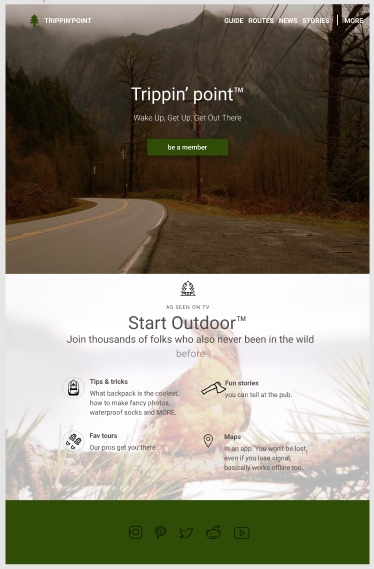 TRIPPIN'POINT
GUIDE ROUTES NEWS STORIES | MORE
Trippin' point™
Wake Up, Get Up, Get Out There
be a member
AS SEEN ON TV
Start Outdoor™
Join thousands of folks who also never been in the wild
before
Tips & tricks
What backpack is the coolest,
how to make fancy photos,
waterproof socks and MORE.
Fun stories
you can tell at the pub.
Fav tours
Our pros get you there.
Maps
In an app. You won't be lost,
even if you lose signal,
basically works offline too.